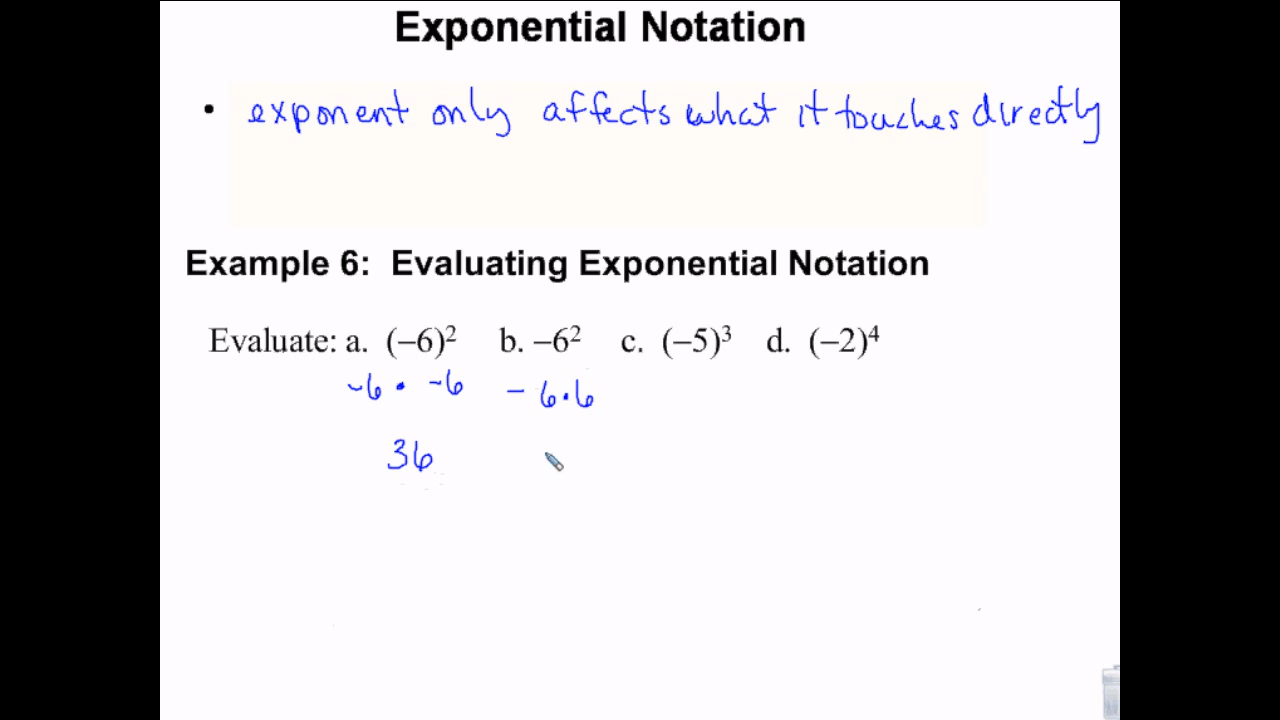 Exponential Notation
• exponent only affects what it touches directly
Example 6: Evaluating Exponential Notation
Evaluate: a. (−6)² b. −6² c. (−5)³ d. (−2)⁴
-6 • -6 - 6•6
36